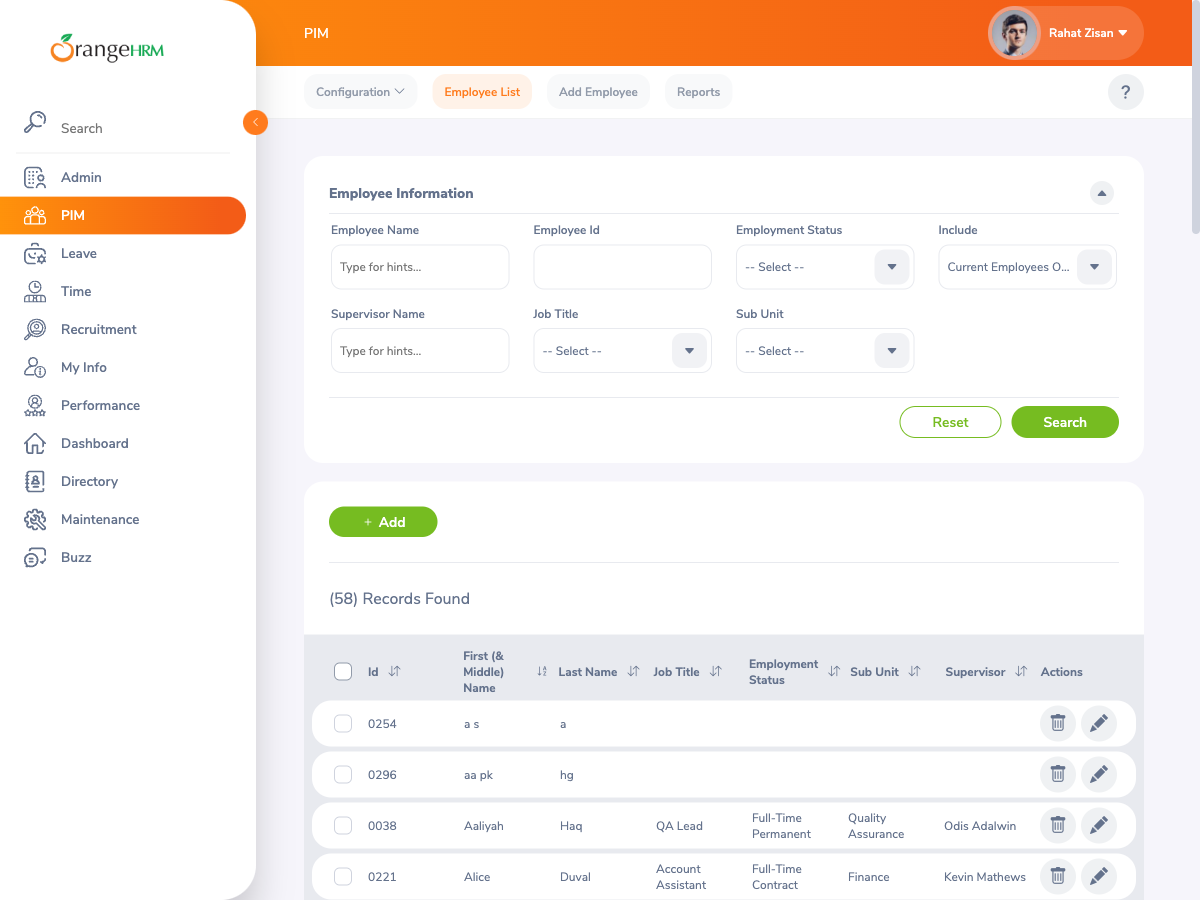 OrangeHRM
PIM
Rahat Zisan
Configuration
Employee List
Add Employee
Reports
?
Search
Admin
PIM
Leave
Time
Recruitment
My Info
Performance
Dashboard
Directory
Maintenance
Buzz
Employee Information
Employee Name
Employee Id
Employment Status
Include
Type for hints...
-- Select --
Current Employees O...
Supervisor Name
Job Title
Sub Unit
Type for hints...
-- Select --
-- Select --
Reset
Search
+ Add
(58) Records Found
Id
First (& Middle) Name
Last Name
Job Title
Employment Status
Sub Unit
Supervisor
Actions
0254 a s a
0296 aa pk hg
0038 Aaliyah Haq QA Lead Full-Time Permanent Quality Assurance Odis Adalwin
0221 Alice Duval Account Assistant Full-Time Contract Finance Kevin Mathews